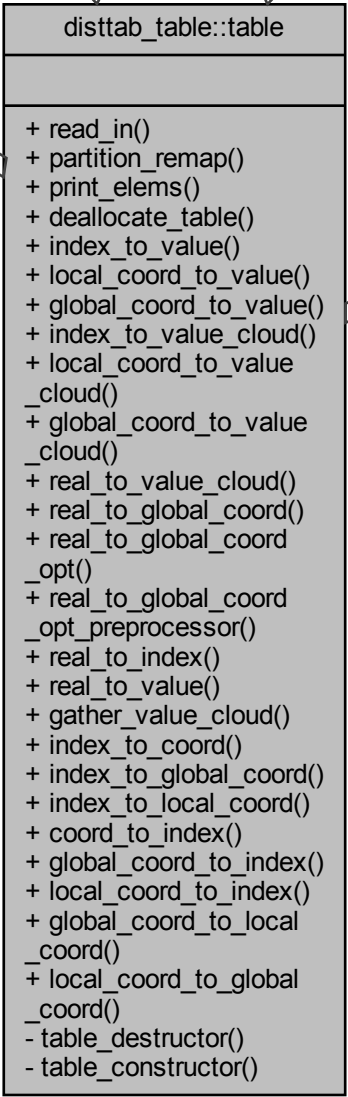 disttab_table::table
+ read_in()
+ partition_remap()
+ print_elems()
+ deallocate_table()
+ index_to_value()
+ local_coord_to_value()
+ global_coord_to_value()
+ index_to_value_cloud()
+ local_coord_to_value
_cloud()
+ global_coord_to_value
_cloud()
+ real_to_value_cloud()
+ real_to_global_coord()
+ real_to_global_coord
_opt()
+ real_to_global_coord
_opt_preprocessor()
+ real_to_index()
+ real_to_value()
+ gather_value_cloud()
+ index_to_coord()
+ index_to_global_coord()
+ index_to_local_coord()
+ coord_to_index()
+ global_coord_to_index()
+ local_coord_to_index()
+ global_coord_to_local
_coord()
+ local_coord_to_global
_coord()
- table_destructor()
- table_constructor()